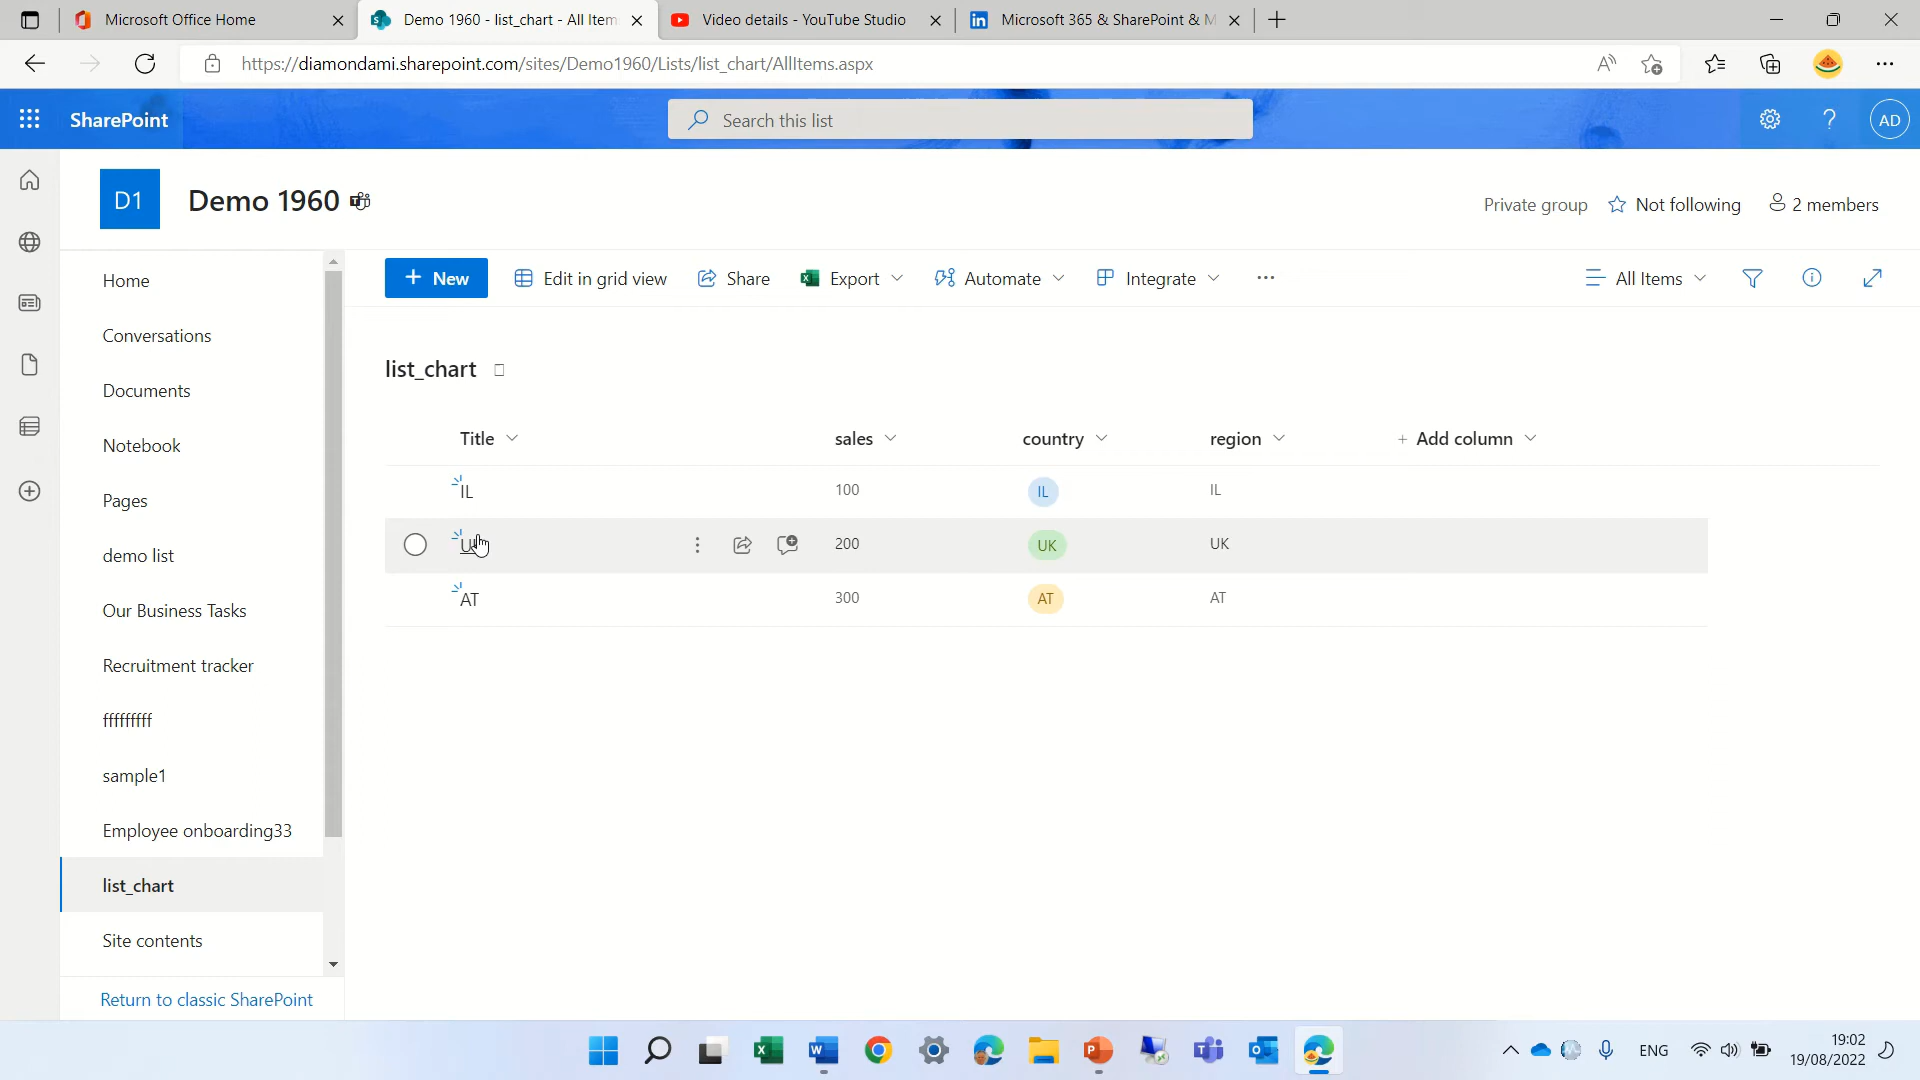 Microsoft Office Home
Demo 1960 - list_chart - All Item
Video details - YouTube Studio
Microsoft 365 & SharePoint & M
https://diamondami.sharepoint.com/sites/Demo1960/Lists/list_chart/AllItems.aspx
SharePoint
Search this list
AD
D1
Demo 1960
Private group
Not following
2 members
Home
Conversations
Documents
Notebook
Pages
demo list
Our Business Tasks
Recruitment tracker
fffffffff
sample1
Employee onboarding33
list_chart
Site contents
Return to classic SharePoint
+ New
Edit in grid view
Share
Export
Automate
Integrate
All Items
list_chart
Title sales country region + Add column
IL 100 IL IL
UK 200 UK UK
AT 300 AT AT
ENG
19:02
19/08/2022